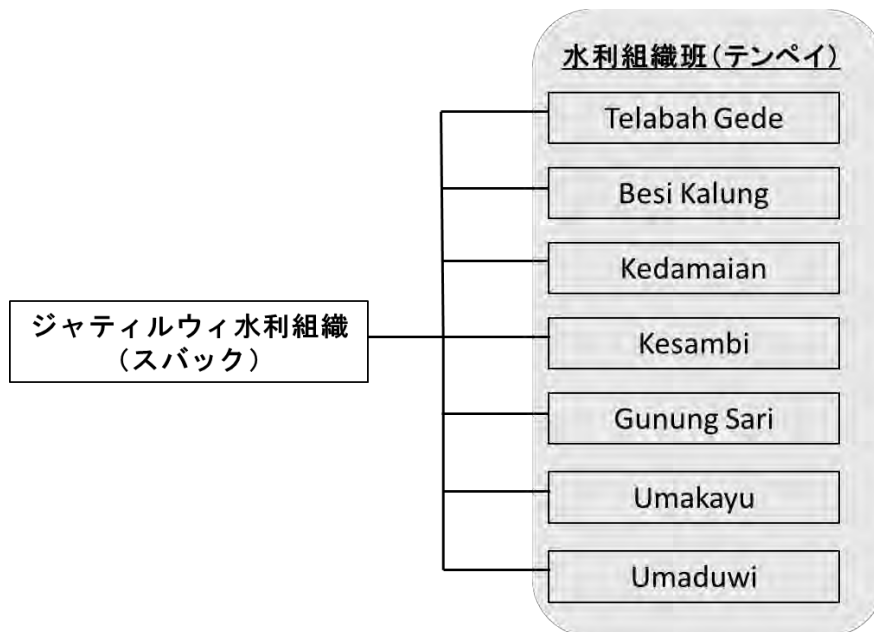 水利組織班（テンペイ）
Telabah Gede
Besi Kalung
Kedamaian
ジャティルウィ水利組織
（スバック）
Kesambi
Gunung Sari
Umakayu
Umaduwi